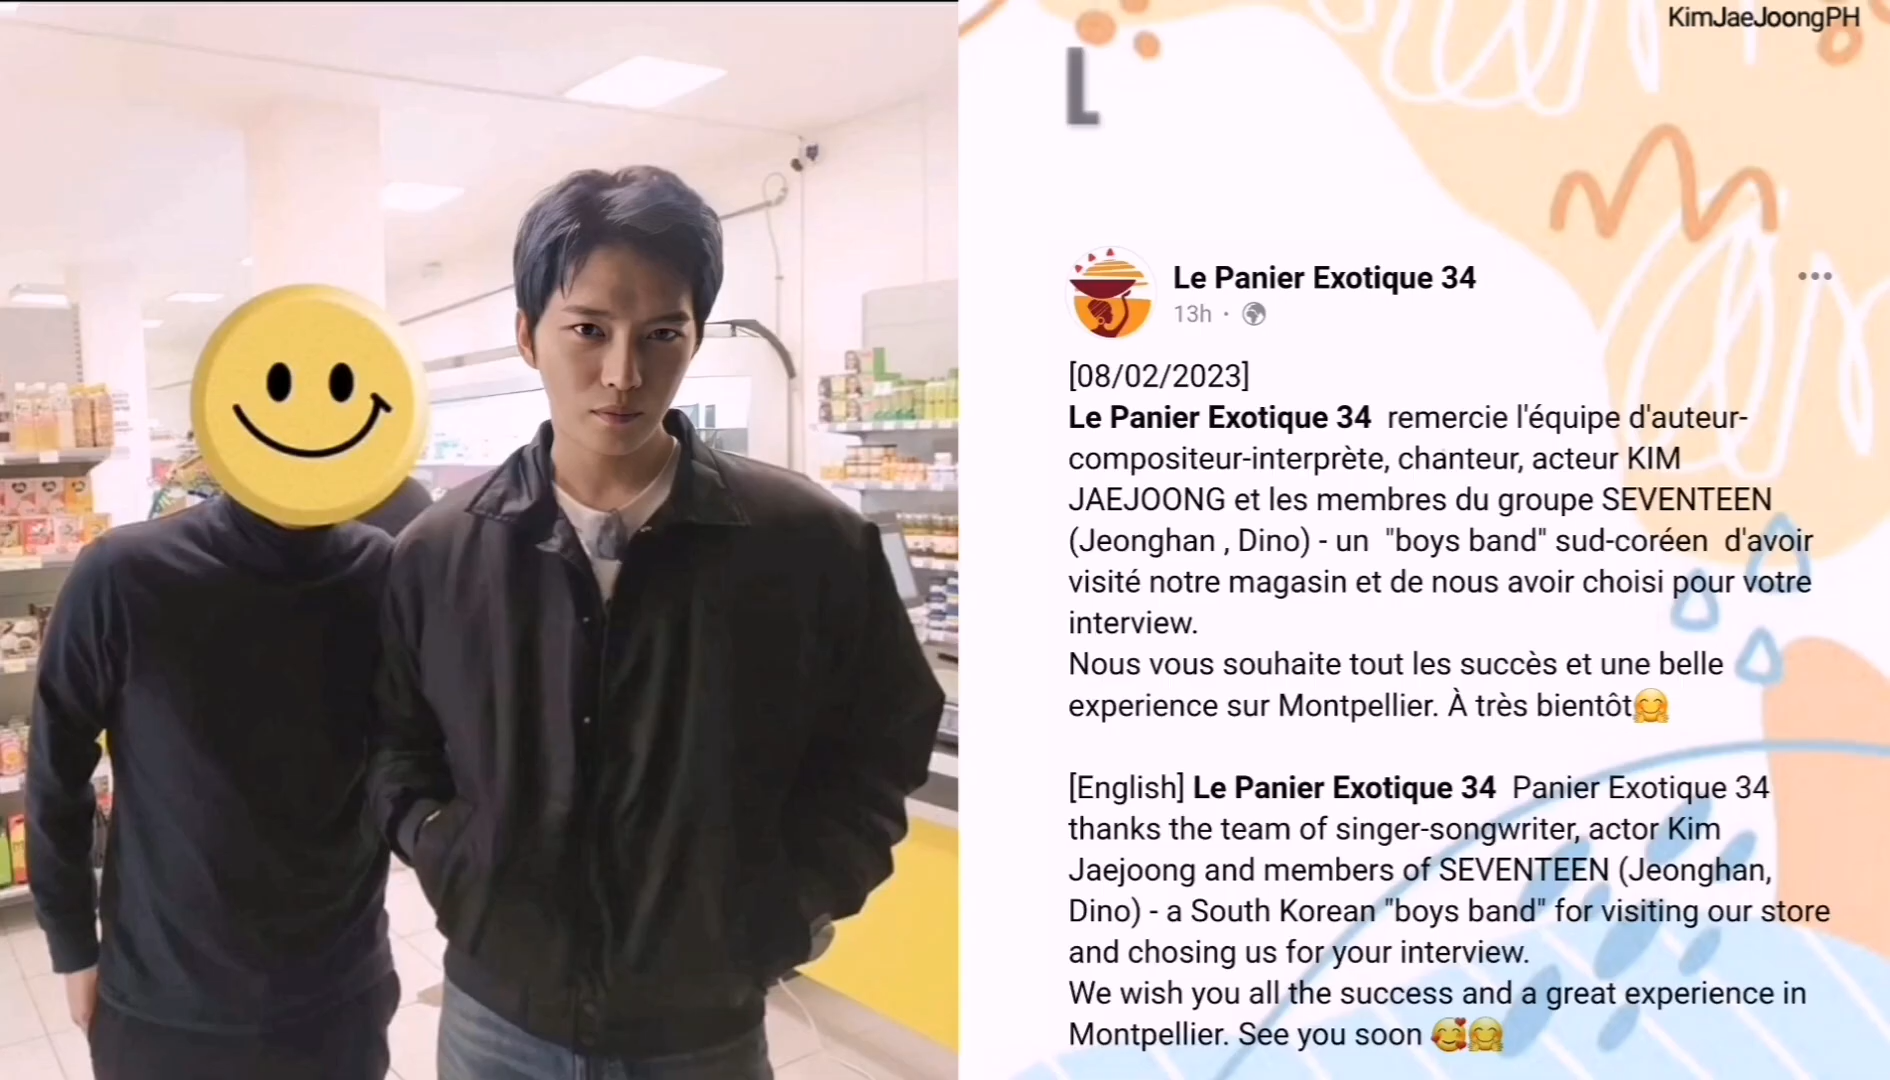 KimJaeJoongPH
L
Le Panier Exotique 34
13h ·
[08/02/2023]
Le Panier Exotique 34 remercie l'équipe d'auteur-
compositeur-interprète, chanteur, acteur KIM
JAEJOONG et les membres du groupe SEVENTEEN
(Jeonghan , Dino) - un "boys band" sud-coréen d'avoir
visité notre magasin et de nous avoir choisi pour votre
interview.
Nous vous souhaite tout les succès et une belle
experience sur Montpellier. À très bientôt🤗
[English] Le Panier Exotique 34 Panier Exotique 34
thanks the team of singer-songwriter, actor Kim
Jaejoong and members of SEVENTEEN (Jeonghan,
Dino) - a South Korean "boys band" for visiting our store
and chosing us for your interview.
We wish you all the success and a great experience in
Montpellier. See you soon 🥰🤗